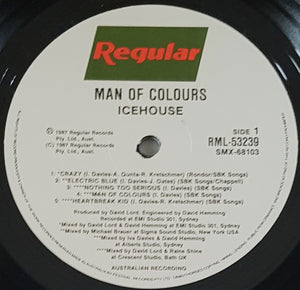 Regular
MAN OF COLOURS
ICEHOUSE
℗ 1987 Regular Records
Pty. Ltd., Aust.
© 1987 Regular Records
Pty. Ltd., Aust.
SIDE 1
RML-53239
SMX-68103
1. *CRAZY (I. Davies-A. Qunta-R. Kretschmer) (Rondor/SBK Songs)
2. **ELECTRIC BLUE (I. Davies-J. Oates) (SBK Songs/Chappell)
3. ****NOTHING TOO SERIOUS (I. Davies) (SBK Songs)
4. ***MAN OF COLOURS (I. Davies) (SBK Songs)
5. ****HEARTBREAK KID (I. Davies-R. Kretschmer) (SBK Songs)
Produced by David Lord. Engineered by David Hemming
Recorded at EMI Studio 301, Sydney
*Mixed by David Lord and David Hemming at EMI Studio 301, Sydney
**Mixed by Michael Brauer at Sigma Sound Studio, New York USA
***Mixed by Iva Davies & David Hemming
at Alberts Studio, Sydney
****Mixed by David Lord & Raine Shine
at Crescent Studio, Bath UK
AUSTRALIAN RECORDING